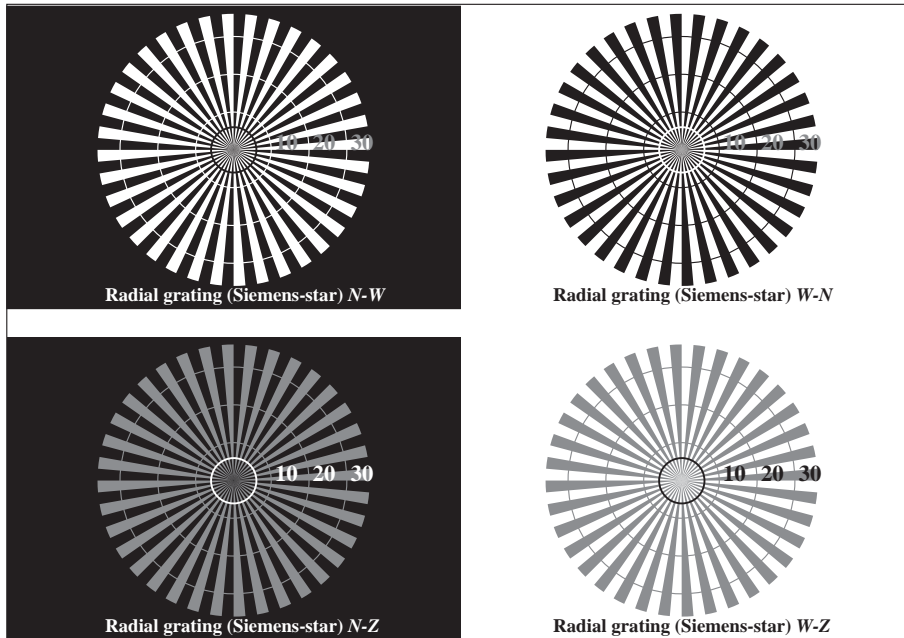 10 20 30
Radial grating (Siemens-star) N-W
10 20 30
Radial grating (Siemens-star) W-N
10 20 30
Radial grating (Siemens-star) N-Z
10 20 30
Radial grating (Siemens-star) W-Z